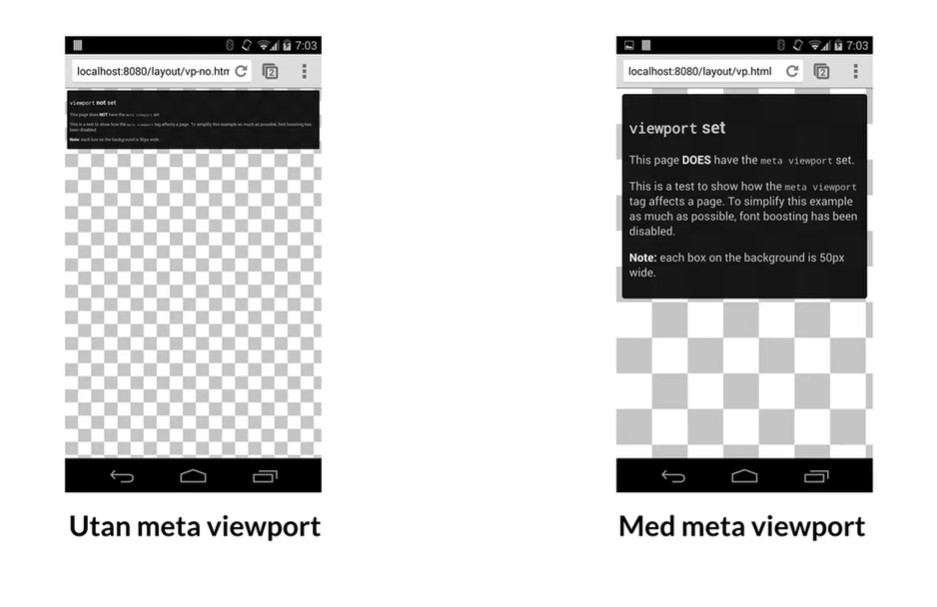 7:03
localhost:8080/layout/vp-no.htm
2
viewport not set
This page does NOT have the meta viewport set
This is a test to show how the meta viewport tag affects a page. To simplify this example as much as possible, font boosting has
been disabled
Note: each box on the background is 50px wide.
Utan meta viewport
7:03
localhost:8080/layout/vp.html
2
viewport set
This page DOES have the meta viewport set.
This is a test to show how the meta viewport
tag affects a page. To simplify this example
as much as possible, font boosting has been
disabled.
Note: each box on the background is 50px
wide.
Med meta viewport